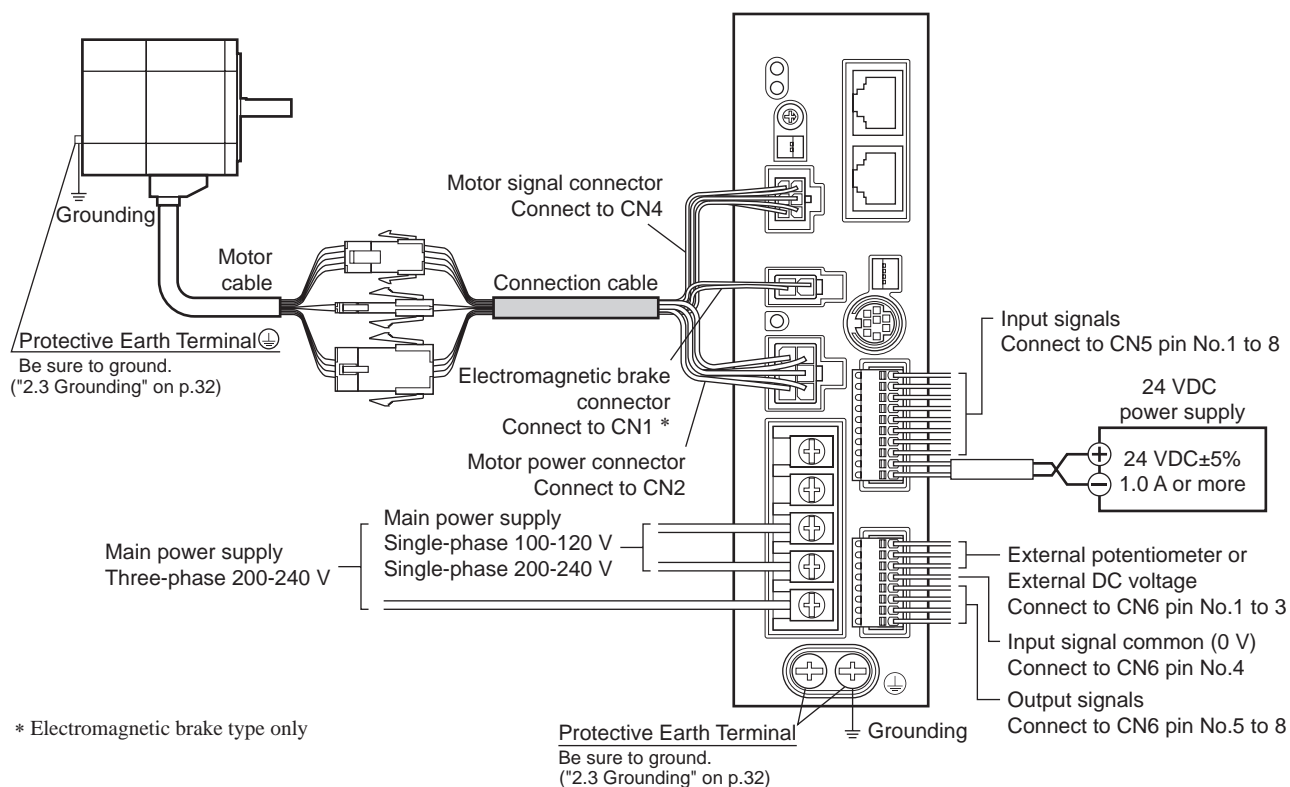 Grounding
Motor
cable
Protective Earth Terminal
Be sure to ground.
("2.3 Grounding" on p.32)
Motor signal connector
Connect to CN4
Connection cable
Electromagnetic brake
connector
Connect to CN1 *
Motor power connector
Connect to CN2
Main power supply
Three-phase 200-240 V
Main power supply
Single-phase 100-120 V
Single-phase 200-240 V
Input signals
Connect to CN5 pin No.1 to 8
24 VDC
power supply
+ 24 VDC±5%
− 1.0 A or more
External potentiometer or
External DC voltage
Connect to CN6 pin No.1 to 3
Input signal common (0 V)
Connect to CN6 pin No.4
Output signals
Connect to CN6 pin No.5 to 8
Protective Earth Terminal
Be sure to ground.
("2.3 Grounding" on p.32)
Grounding
* Electromagnetic brake type only